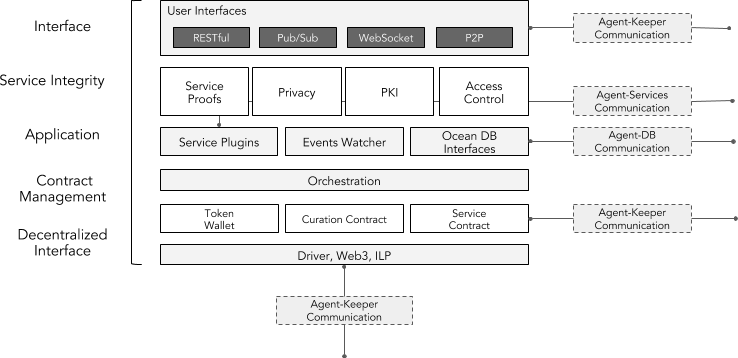 Interface
User Interfaces
RESTful
Pub/Sub
WebSocket
P2P
Agent-Keeper
Communication
Service Integrity
Service
Proofs
Privacy
PKI
Access
Control
Agent-Services
Communication
Application
Service Plugins
Events Watcher
Ocean DB
Interfaces
Agent-DB
Communication
Contract
Management
Orchestration
Token
Wallet
Curation Contract
Service
Contract
Agent-Keeper
Communication
Decentralized
Interface
Driver, Web3, ILP
Agent-Keeper
Communication